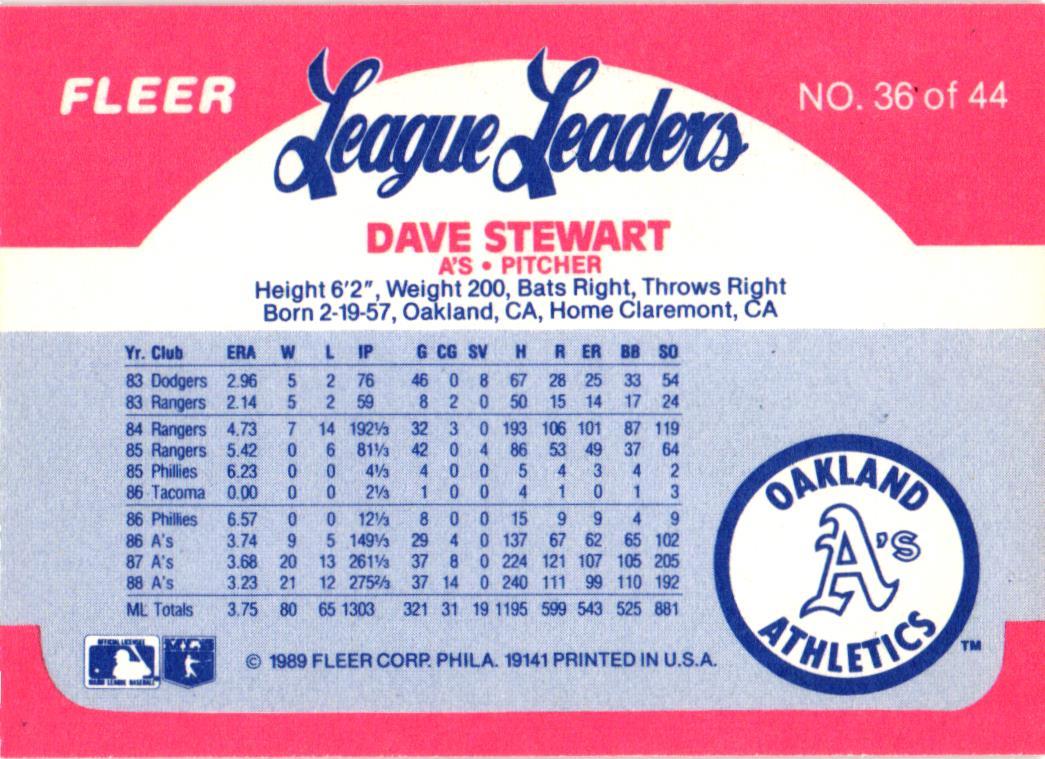 FLEER
League Leaders
NO. 36 of 44
DAVE STEWART
A'S • PITCHER
Height 6'2", Weight 200, Bats Right, Throws Right
Born 2-19-57, Oakland, CA, Home Claremont, CA
Yr. Club ERA W L IP G CG SV H R ER BB SO
83 Dodgers 2.96 5 2 76 46 0 8 67 28 25 33 54
83 Rangers 2.14 5 2 59 8 2 0 50 15 14 17 24
84 Rangers 4.73 7 14 192⅓ 32 3 0 193 106 101 87 119
85 Rangers 5.42 0 6 81⅓ 42 0 4 86 53 49 37 64
85 Phillies 6.23 0 0 4⅓ 4 0 0 5 4 3 4 2
86 Tacoma 0.00 0 0 2⅓ 1 0 0 4 1 0 1 3
86 Phillies 6.57 0 0 12⅓ 8 0 0 15 9 9 4 9
86 A's 3.74 9 5 149⅓ 29 4 0 137 67 62 65 102
87 A's 3.68 20 13 261⅓ 37 8 0 224 121 107 105 205
88 A's 3.23 21 12 275⅔ 37 14 0 240 111 99 110 192
ML Totals 3.75 80 65 1303 321 31 19 1195 599 543 525 881
OAKLAND
A's
ATHLETICS
TM
OFFICIAL LICENSEE
MAJOR LEAGUE BASEBALL
© 1989 FLEER CORP. PHILA. 19141 PRINTED IN U.S.A.